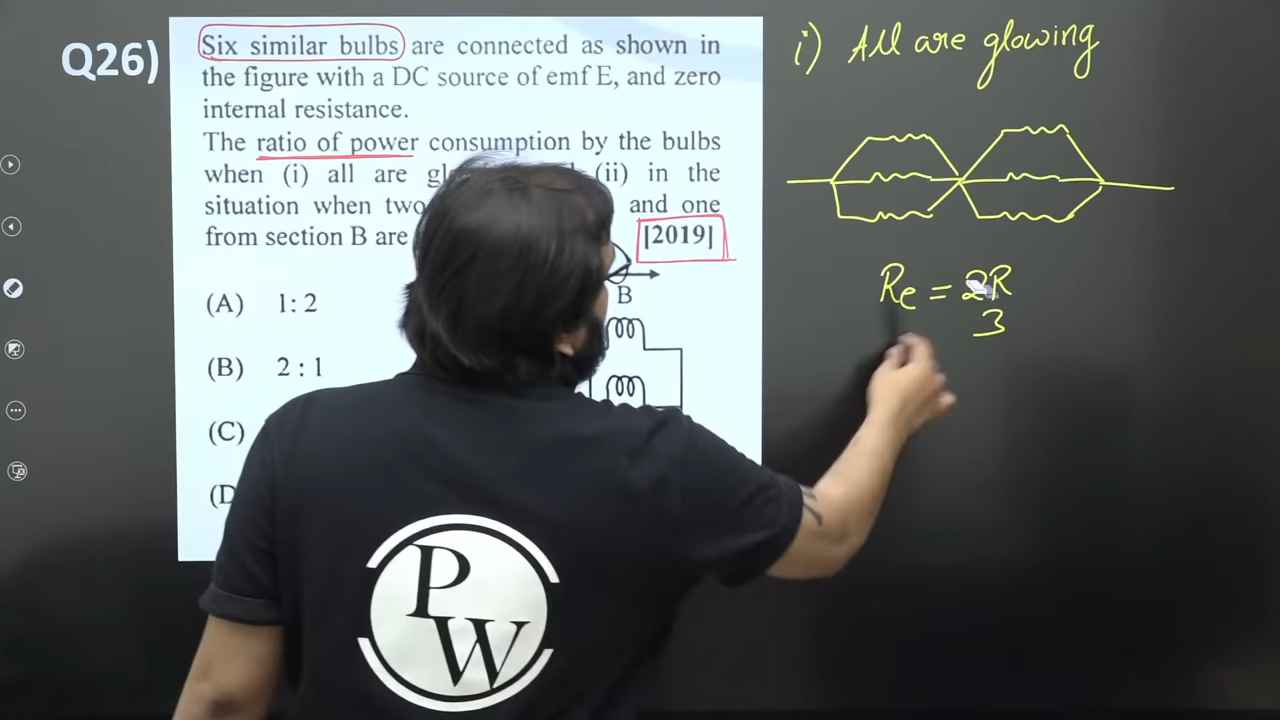 Q26)
Six similar bulbs are connected as shown in
the figure with a DC source of emf E, and zero
internal resistance.
The ratio of power consumption by the bulbs
when (i) all are (ii) in the
situation when two and one
from section B are [2019]
B
(A) 1: 2
(B) 2 : 1
(C)
(D
i) All are glowing
Re = 2R
3
PW